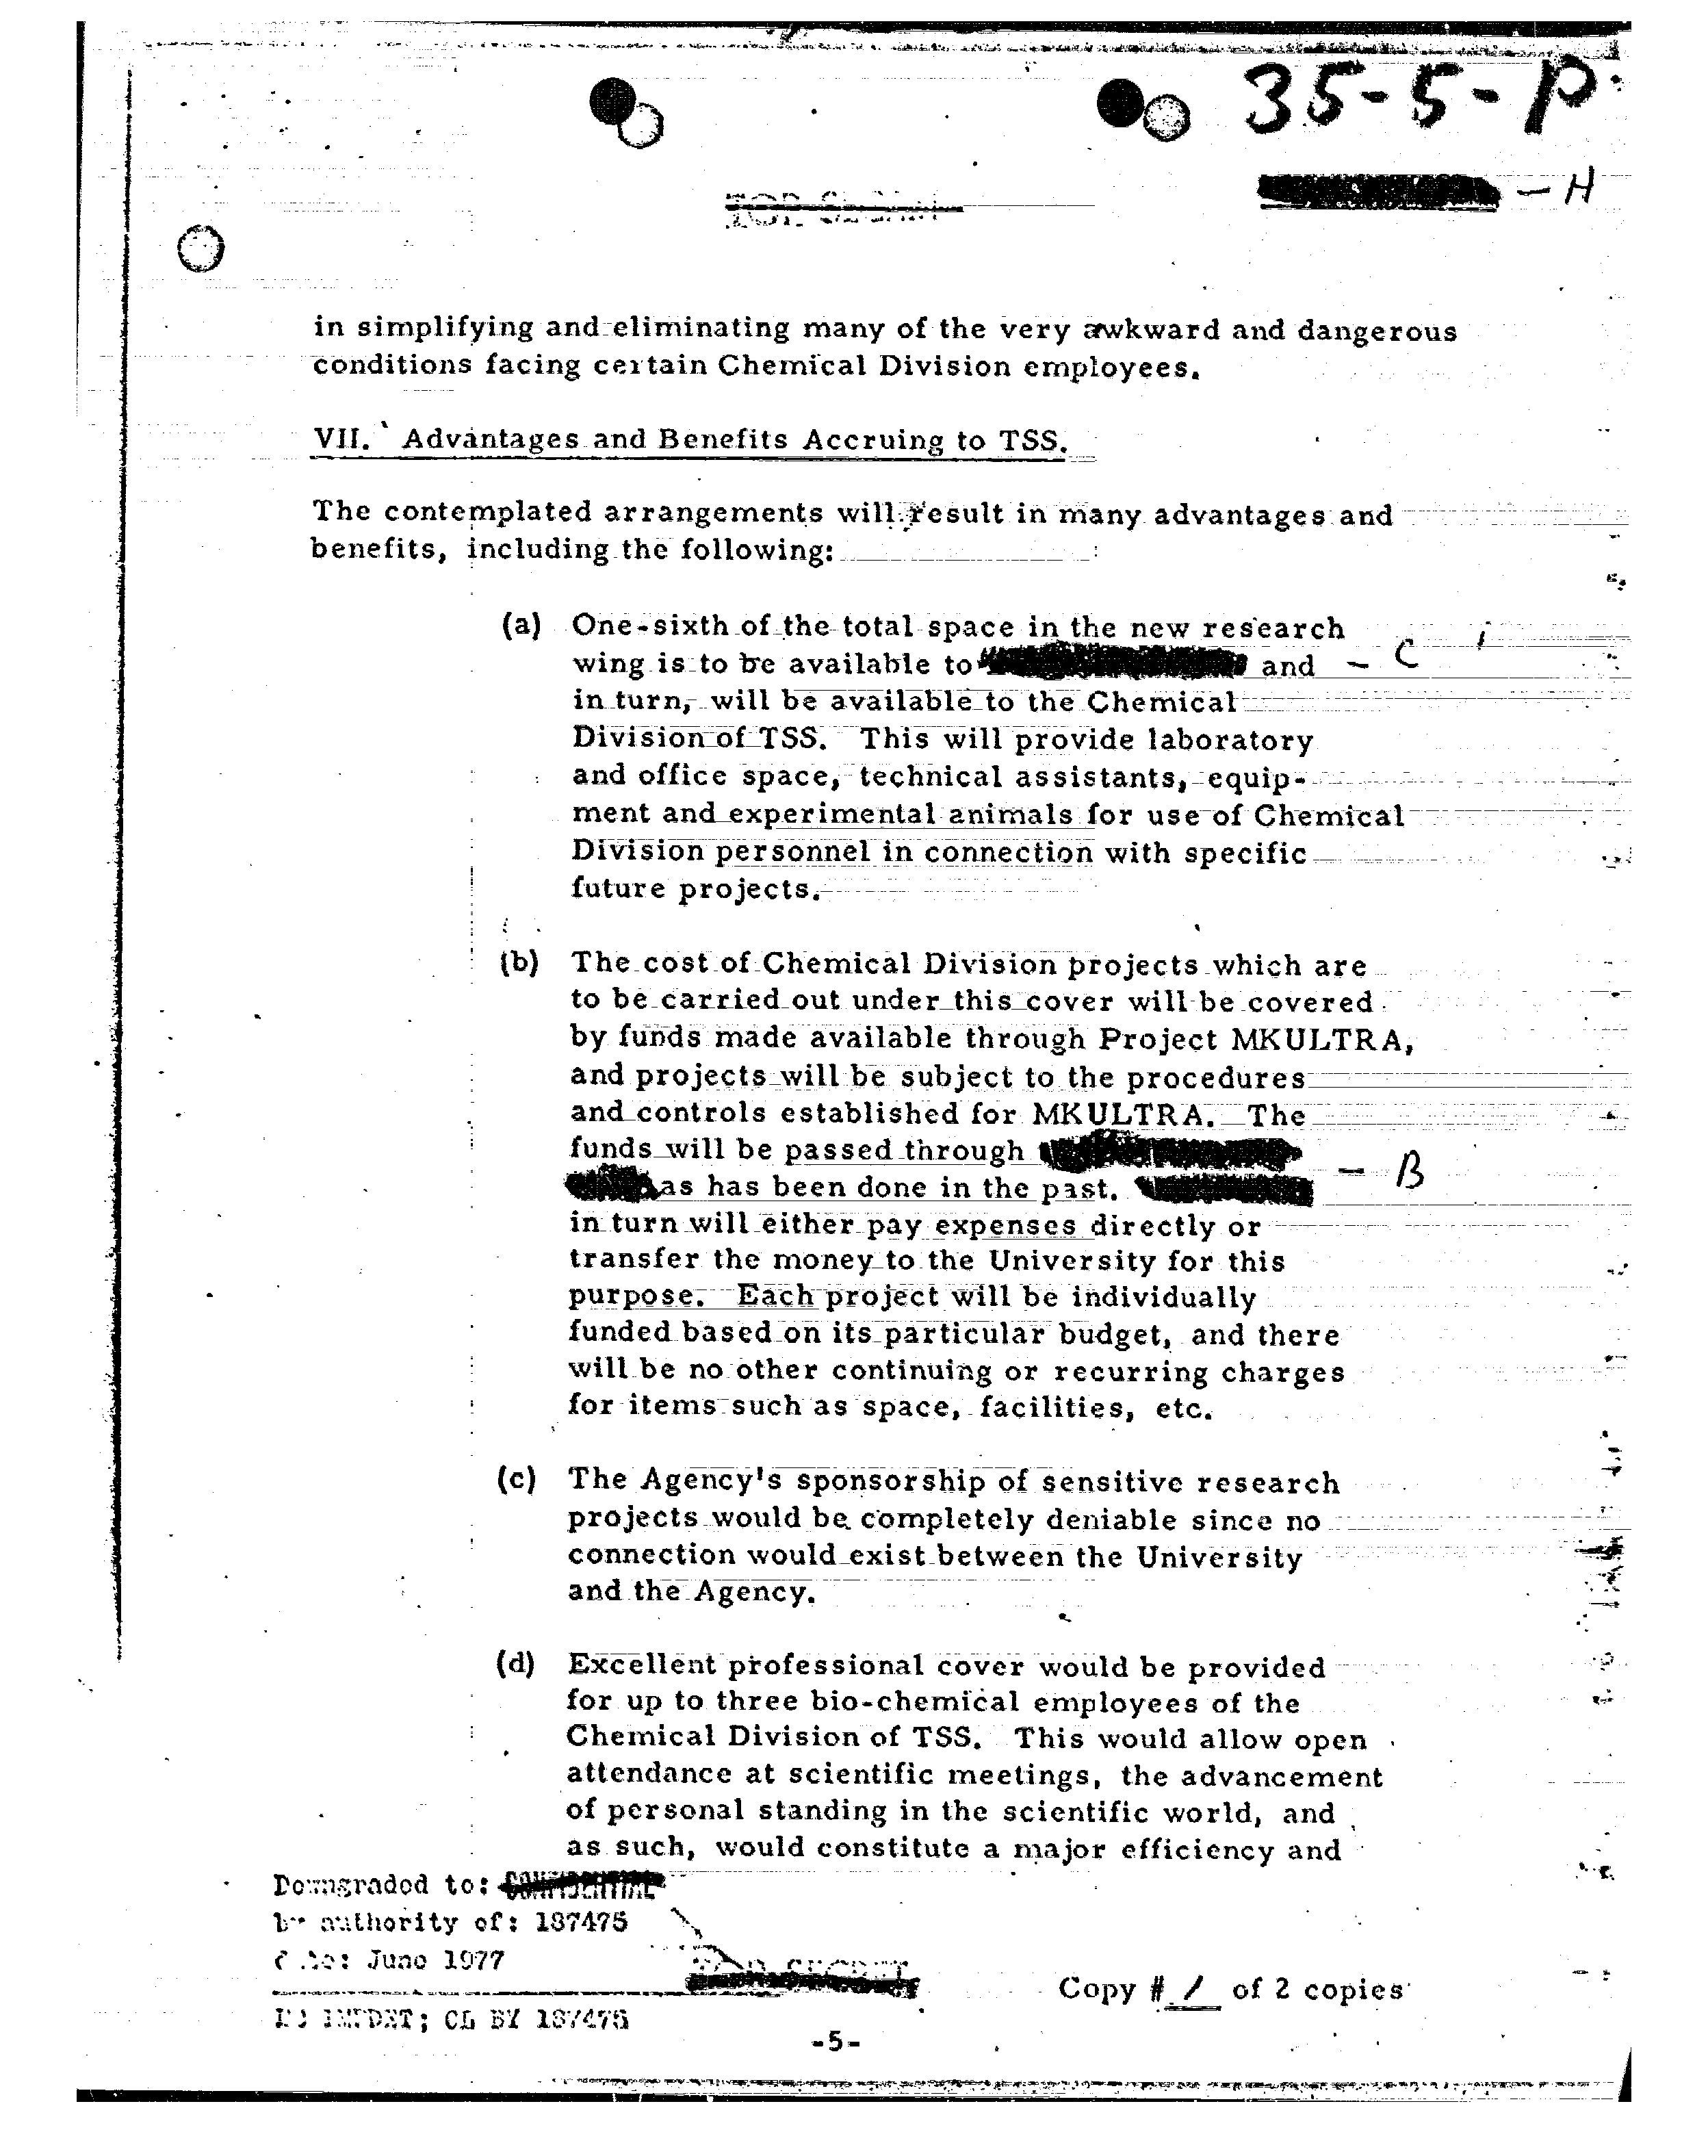 35-5-P
- H
TOP SECRET
in simplifying and eliminating many of the very awkward and dangerous
conditions facing certain Chemical Division employees.
VII. Advantages and Benefits Accruing to TSS.
The contemplated arrangements will result in many advantages and
benefits, including the following:
(a) One-sixth of the total space in the new research
wing is to be available to and - C
in turn, will be available to the Chemical
Division of TSS. This will provide laboratory
and office space, technical assistants, equip-
ment and experimental animals for use of Chemical
Division personnel in connection with specific
future projects.
(b) The cost of Chemical Division projects which are
to be carried out under this cover will be covered
by funds made available through Project MKULTRA,
and projects will be subject to the procedures
and controls established for MKULTRA. The
funds will be passed through
as has been done in the past. - B
in turn will either pay expenses directly or
transfer the money to the University for this
purpose. Each project will be individually
funded based on its particular budget, and there
will be no other continuing or recurring charges
for items such as space, facilities, etc.
(c) The Agency's sponsorship of sensitive research
projects would be completely deniable since no
connection would exist between the University
and the Agency.
(d) Excellent professional cover would be provided
for up to three bio-chemical employees of the
Chemical Division of TSS. This would allow open
attendance at scientific meetings, the advancement
of personal standing in the scientific world, and
as such, would constitute a major efficiency and
Downgraded to: CONFIDENTIAL
by authority of: 187475
date: June 1977
TOP SECRET
Copy # 1 of 2 copies
IMPDET; CL BY 187475
-5-